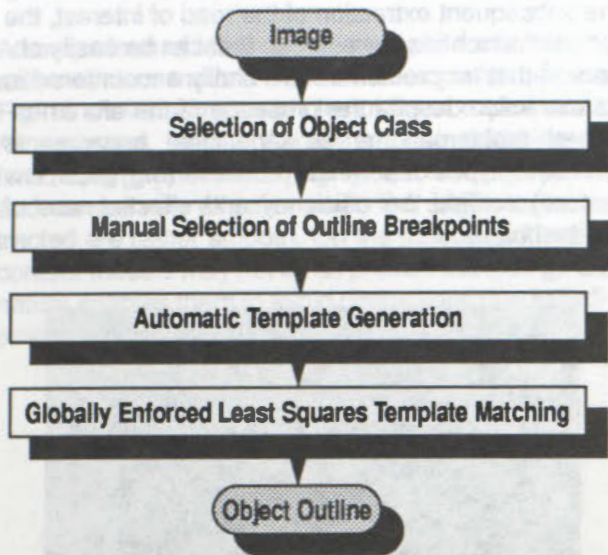 Image
Selection of Object Class
Manual Selection of Outline Breakpoints
Automatic Template Generation
Globally Enforced Least Squares Template Matching
Object Outline